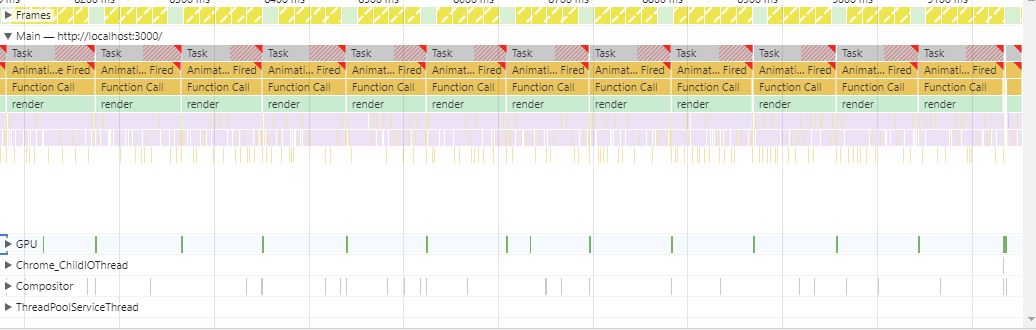 Frames
Main — http://localhost:3000/
Task Task Task Task Task Task Task Task Task Task Task Task
Animati...e Fired Animat... Fired Animat... Fired Animat... Fired Animat... Fired Animat... Fired Animat... Fired Animat... Fired Animat... Fired Animat... Fired Animat... Fired Animat... Fired
Function Call Function Call Function Call Function Call Function Call Function Call Function Call Function Call Function Call Function Call Function Call Function Call
render render render render render render render render render render render render
GPU
Chrome_ChildIOThread
Compositor
ThreadPoolServiceThread